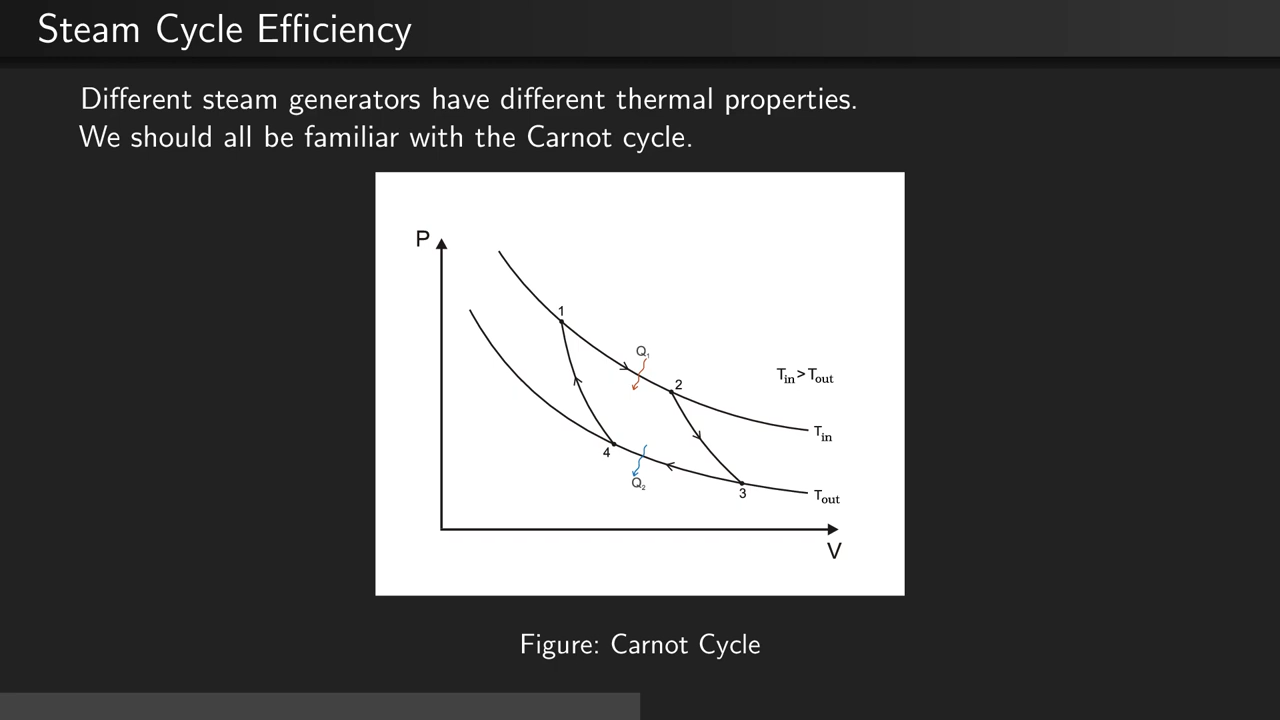 Steam Cycle Efficiency
Different steam generators have different thermal properties.
We should all be familiar with the Carnot cycle.
P
1
Q₁
2
Tin>Tout
Tin
4
Q₂
3
Tout
V
Figure: Carnot Cycle